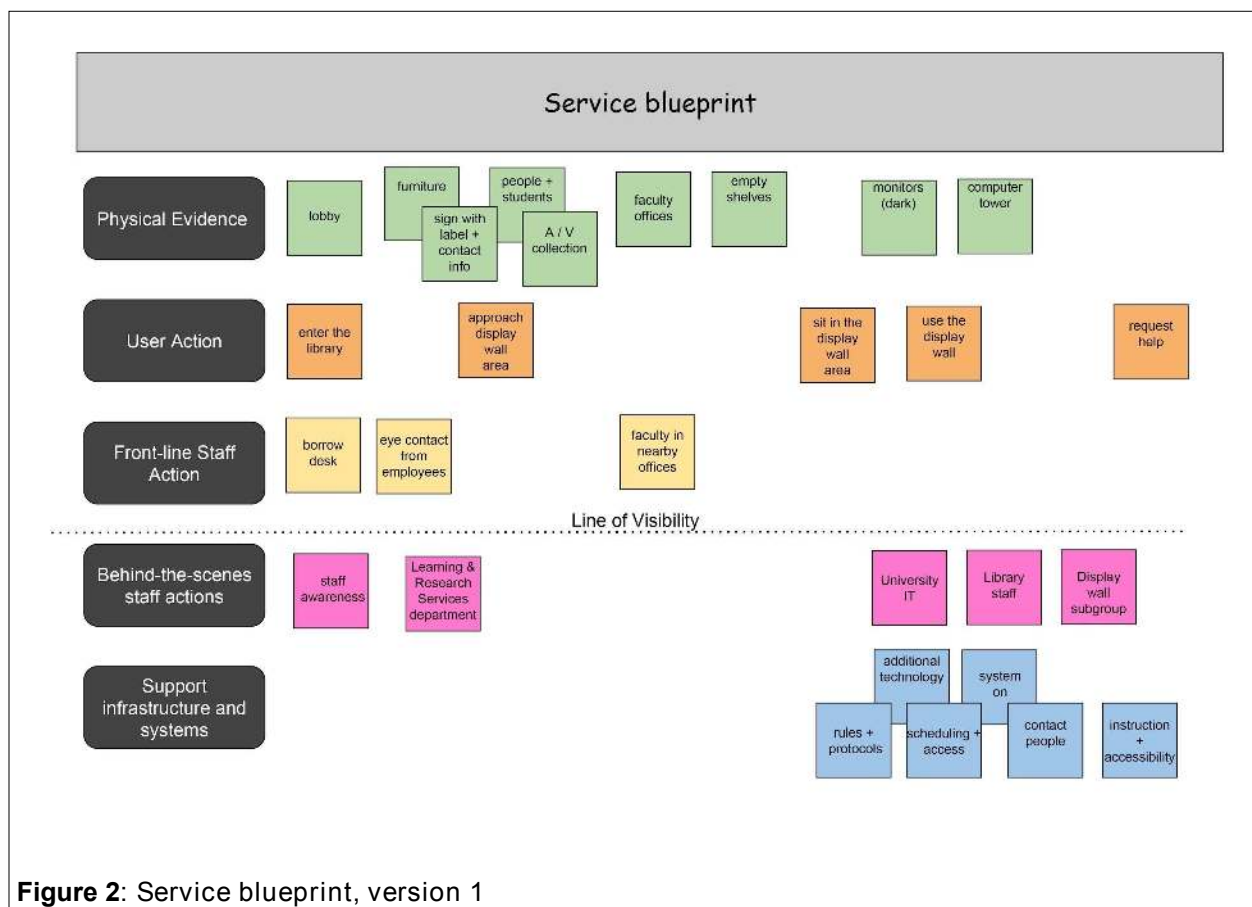 Service blueprint
Physical Evidence
lobby
furniture
sign with
label +
contact
info
people +
students
A / V
collection
faculty
offices
empty
shelves
monitors
(dark)
computer
tower
User Action
enter the
library
approach
display
wall
area
sit in the
display
wall
area
use the
display
wall
request
help
Front-line Staff
Action
borrow
desk
eye contact
from
employees
faculty in
nearby
offices
Line of Visibility
Behind-the-scenes
staff actions
staff
awareness
Learning &
Research
Services
department
University
IT
Library
staff
Display
wall
subgroup
Support
infrastructure and
systems
additional
technology
system
on
rules +
protocols
scheduling +
access
contact
people
instruction
+
accessibility
Figure 2: Service blueprint, version 1